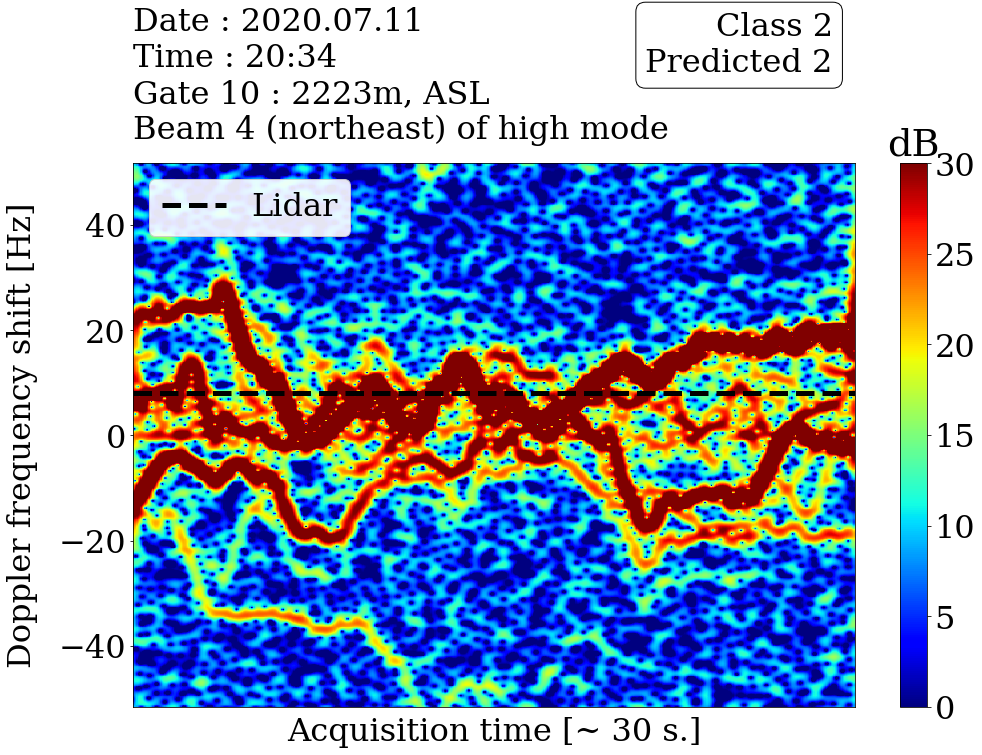 Date : 2020.07.11
Time : 20:34
Gate 10 : 2223m, ASL
Beam 4 (northeast) of high mode
Class 2
Predicted 2
dB
Lidar
Doppler frequency shift [Hz]
40
20
0
−20
−40
30
25
20
15
10
5
0
Acquisition time [~ 30 s.]